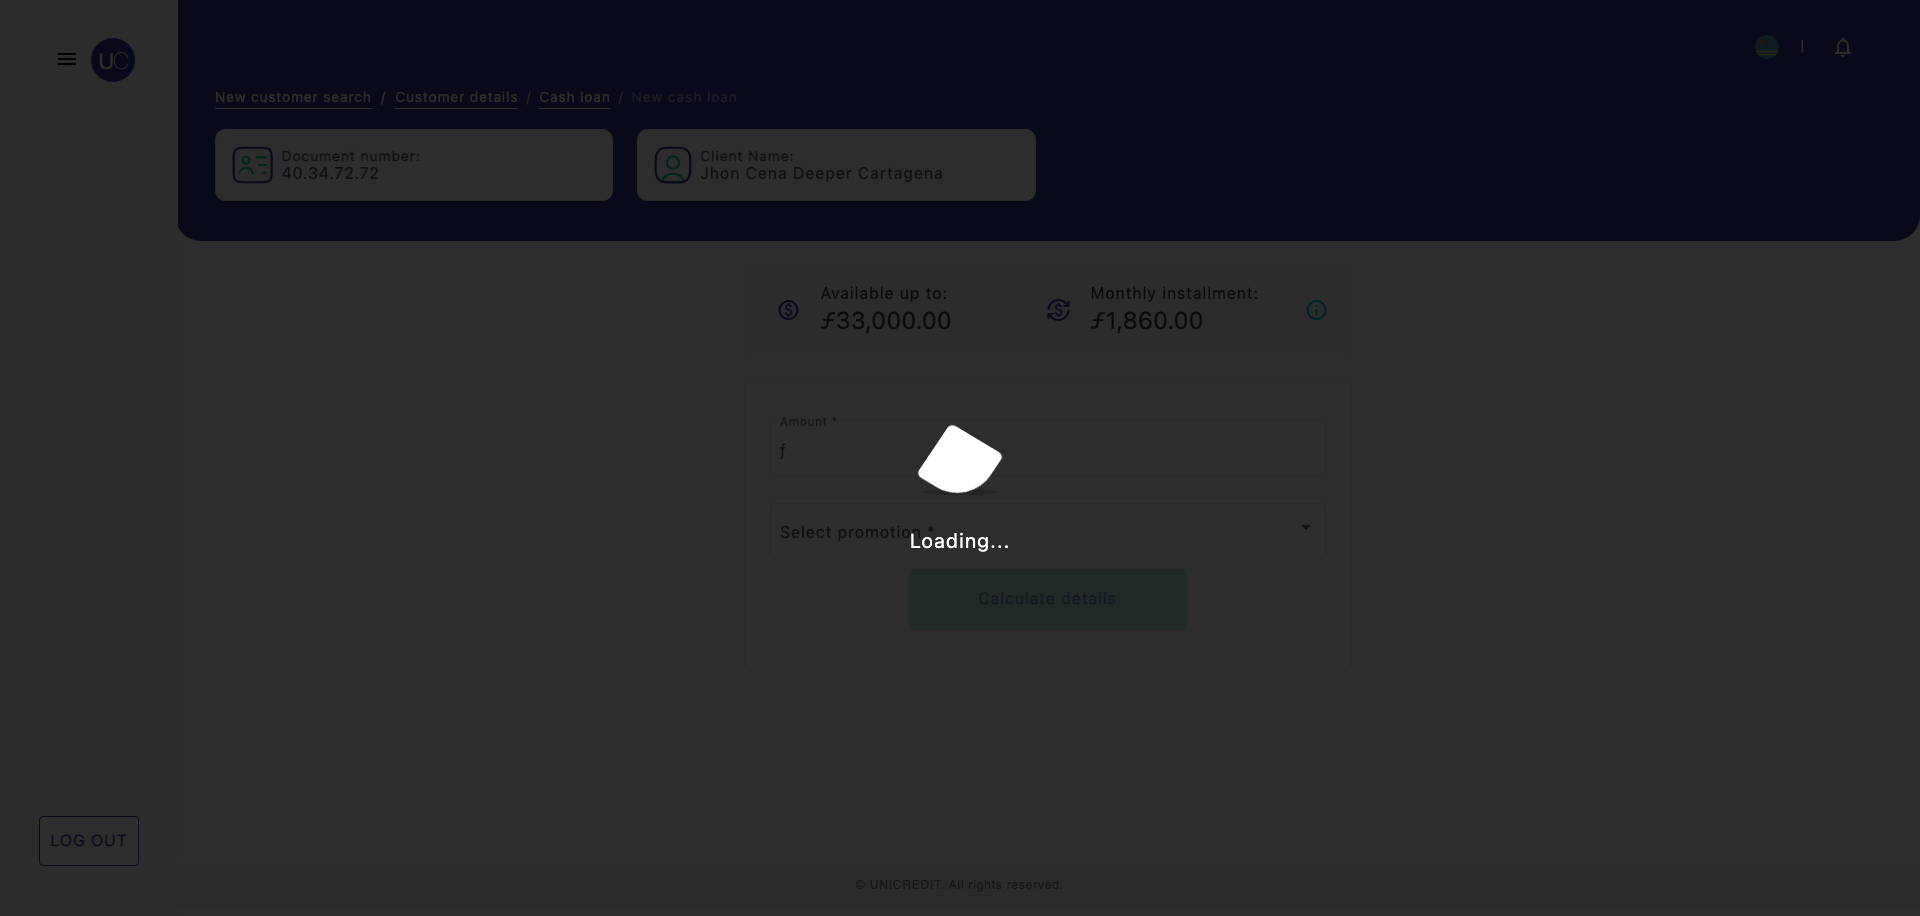 UC
New customer search / Customer details / Cash loan / New cash loan
Document number:
40.34.72.72
Client Name:
Jhon Cena Deeper Cartagena
Available up to:
ƒ33,000.00
Monthly installment:
ƒ1,860.00
Amount *
ƒ
Select promotion *
Loading...
Calculate details
LOG OUT
© UNICREDIT. All rights reserved.